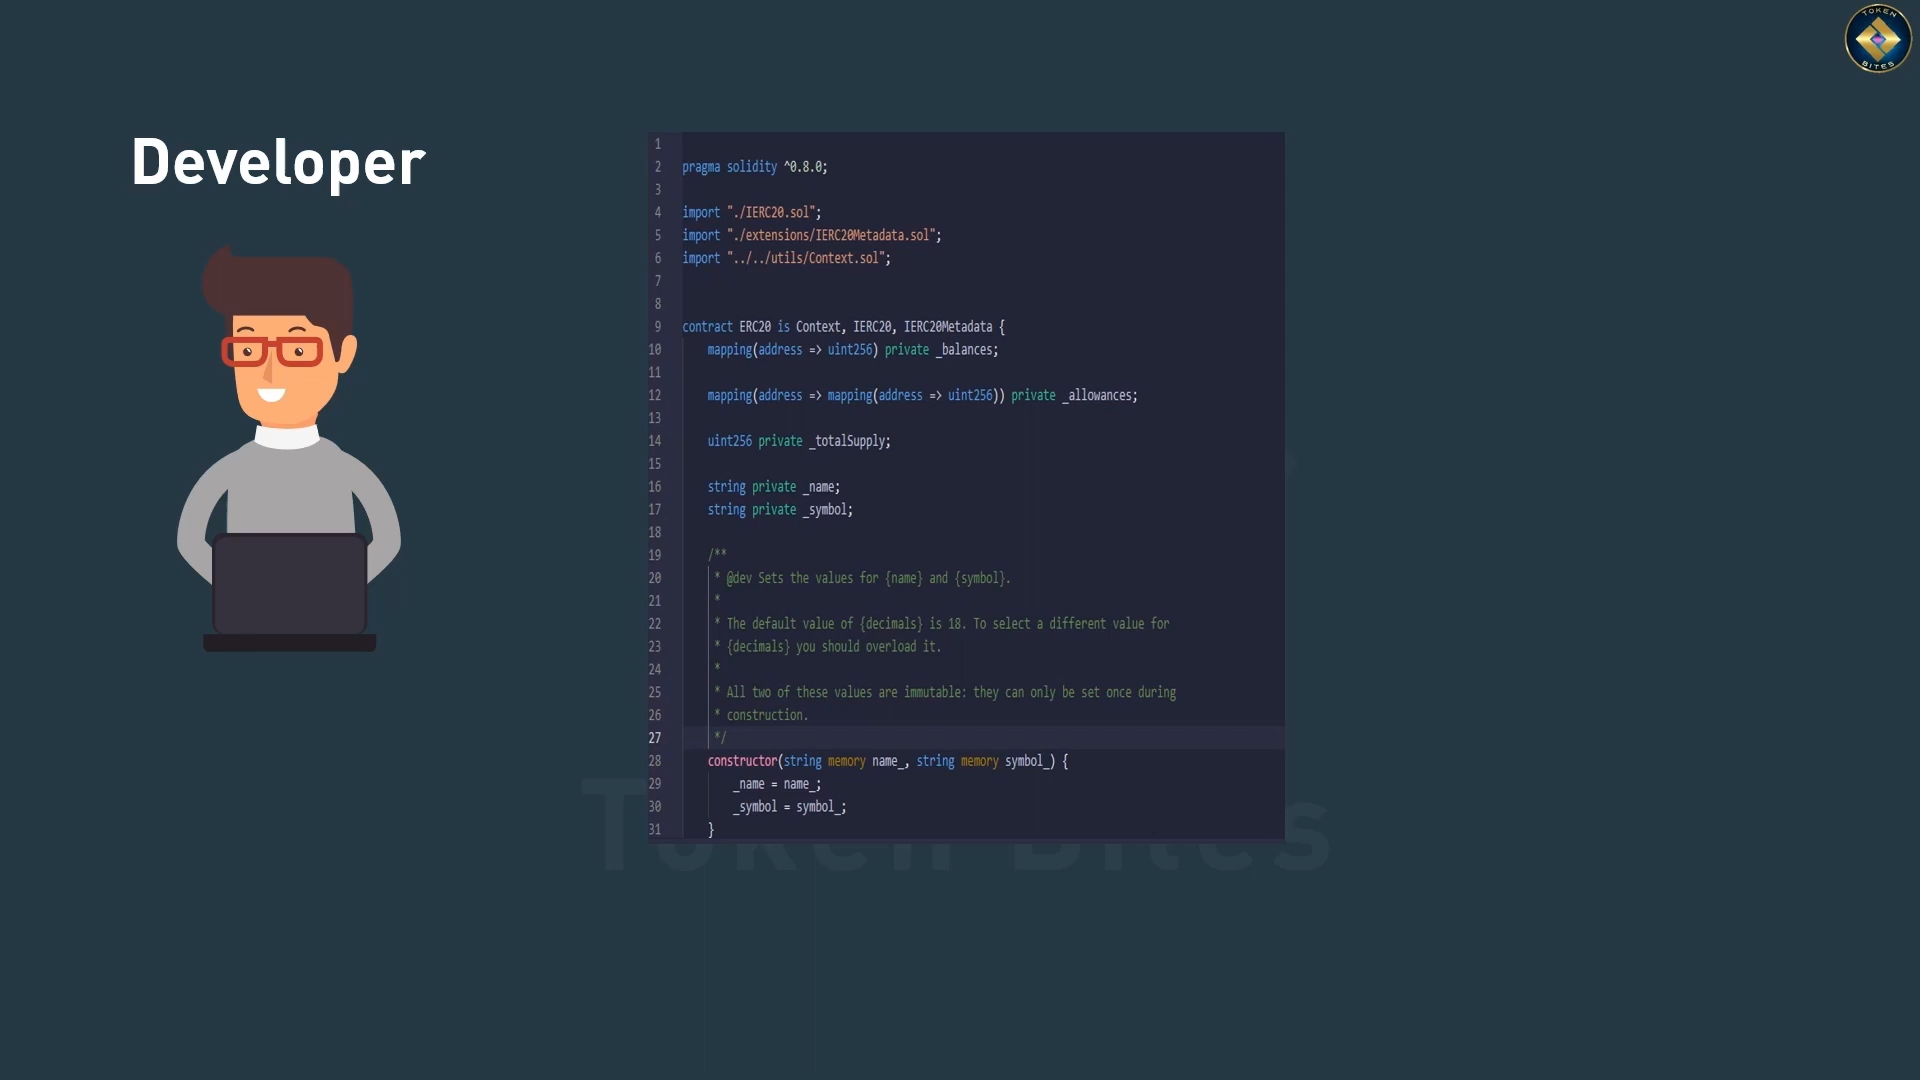 TOKEN
BITES
Developer
1
2 pragma solidity ^0.8.0;
3
4 import "./IERC20.sol";
5 import "./extensions/IERC20Metadata.sol";
6 import "../../utils/Context.sol";
7
8
9 contract ERC20 is Context, IERC20, IERC20Metadata {
10 mapping(address => uint256) private _balances;
11
12 mapping(address => mapping(address => uint256)) private _allowances;
13
14 uint256 private _totalSupply;
15
16 string private _name;
17 string private _symbol;
18
19 /**
20 * @dev Sets the values for {name} and {symbol}.
21 *
22 * The default value of {decimals} is 18. To select a different value for
23 * {decimals} you should overload it.
24 *
25 * All two of these values are immutable: they can only be set once during
26 * construction.
27 */
28 constructor(string memory name_, string memory symbol_) {
29 _name = name_;
30 _symbol = symbol_;
31 }
Token Bites